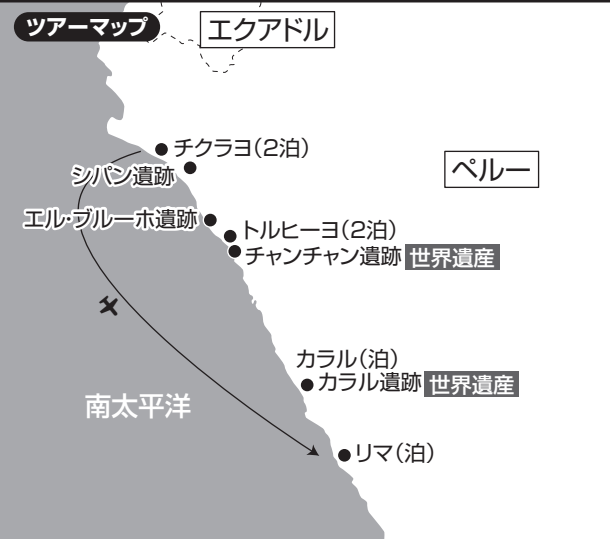 ツアーマップ
エクアドル
チクラヨ(2泊)
シパン遺跡
ペルー
エル・ブルーホ遺跡
トルヒーヨ(2泊)
チャンチャン遺跡 世界遺産
カラル(泊)
カラル遺跡 世界遺産
南太平洋
リマ(泊)